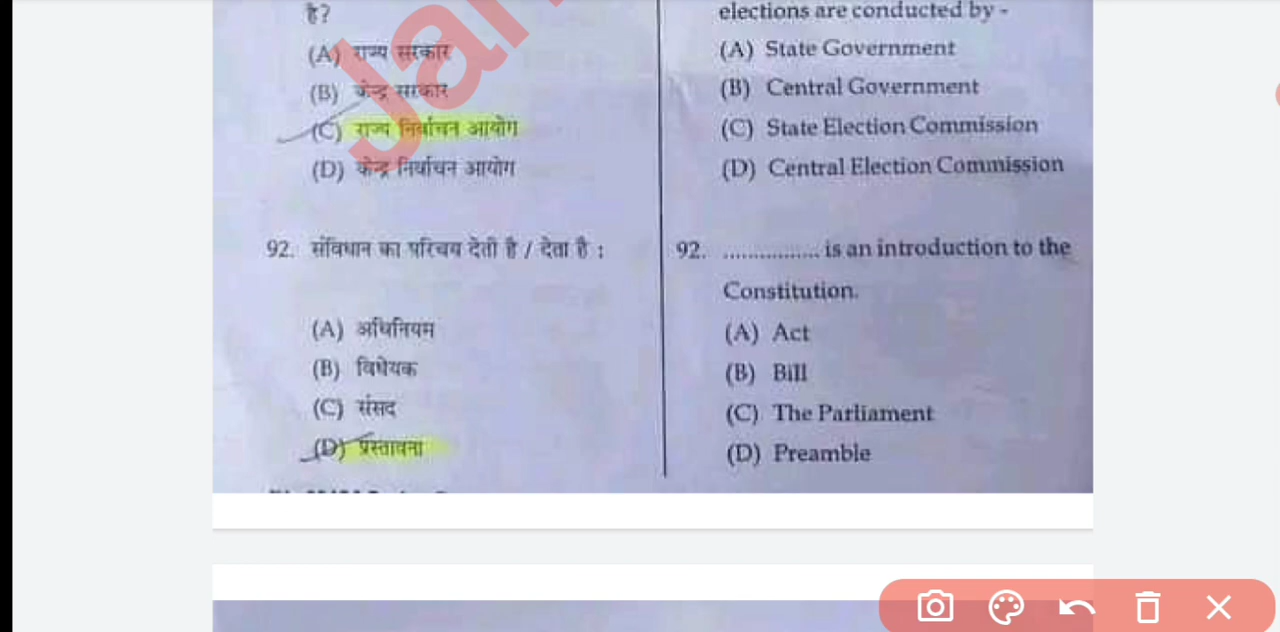 है?
(A) राज्य सरकार
(B) केन्द्र सरकार
(C) राज्य निर्वाचन आयोग
(D) केन्द्र निर्वाचन आयोग
92. संविधान का परिचय देती है / देता है :
(A) अधिनियम
(B) विधेयक
(C) संसद
(D) प्रस्तावना
elections are conducted by -
(A) State Government
(B) Central Government
(C) State Election Commission
(D) Central Election Commission
92. ................ is an introduction to the
Constitution.
(A) Act
(B) Bill
(C) The Parliament
(D) Preamble